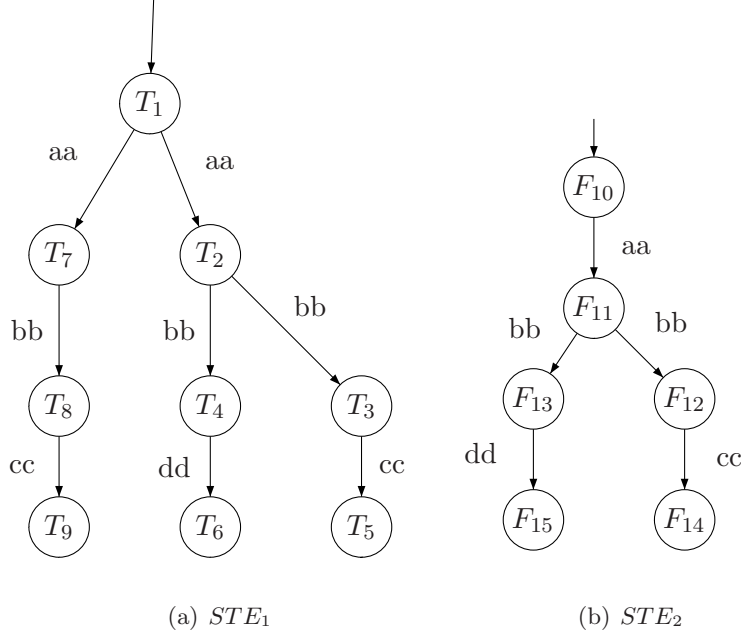 T1
aa
aa
T7
T2
bb
bb
bb
T8
T4
T3
cc
dd
cc
T9
T6
T5
(a) STE1
F10
aa
F11
bb
bb
F13
F12
dd
cc
F15
F14
(b) STE2